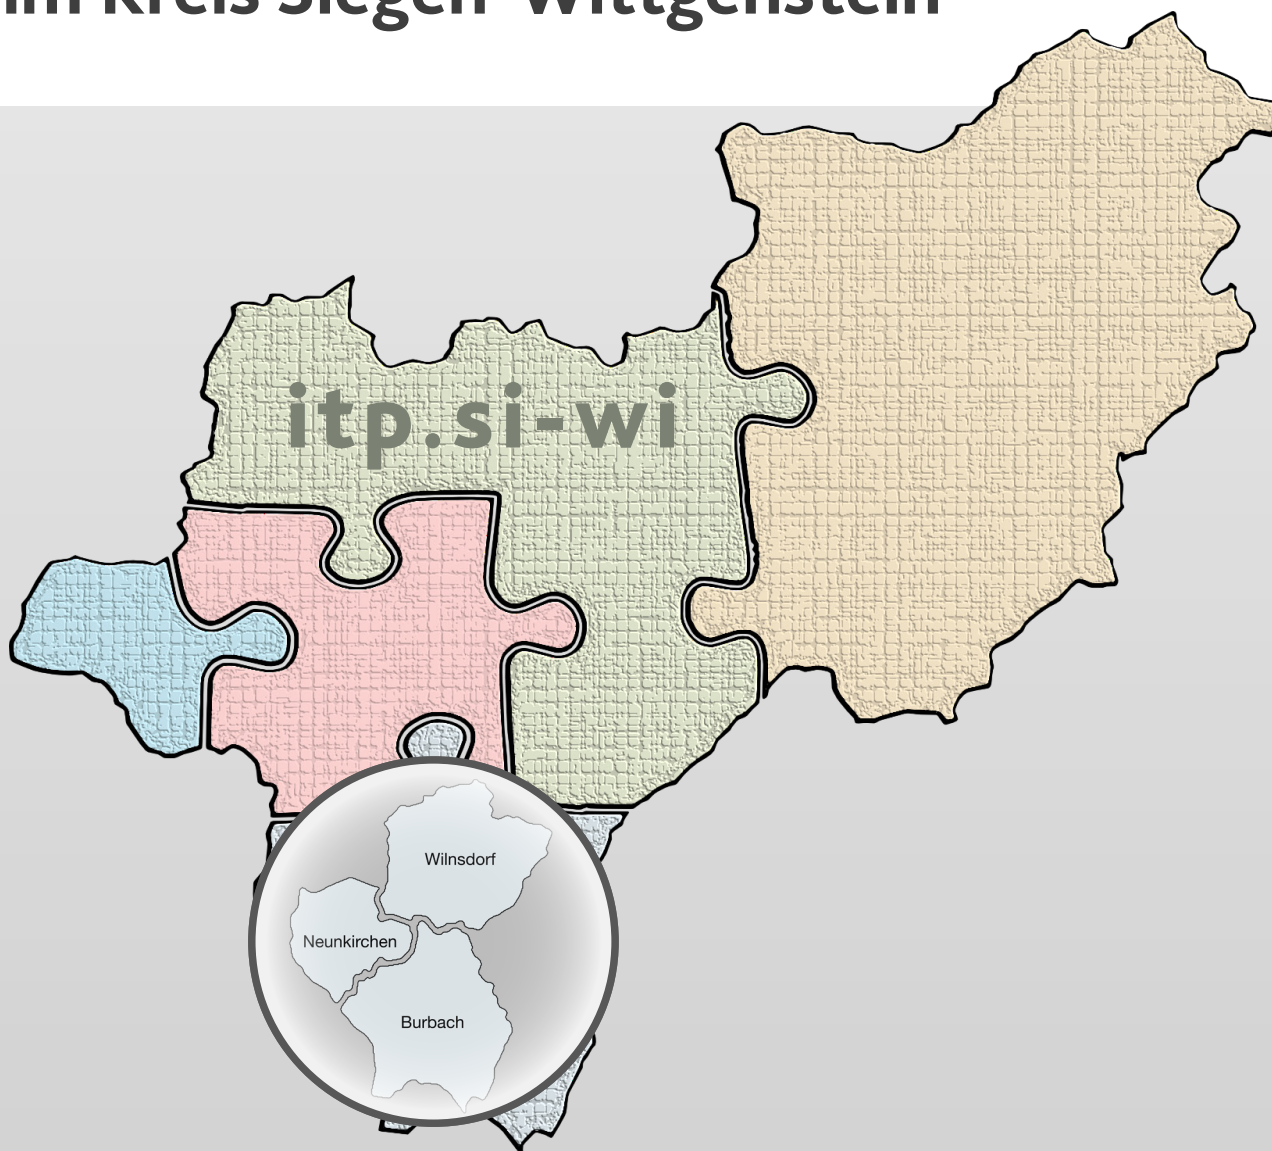 im Kreis Siegen-Wittgenstein
itp.si-wi
Wilnsdorf
Neunkirchen
Burbach